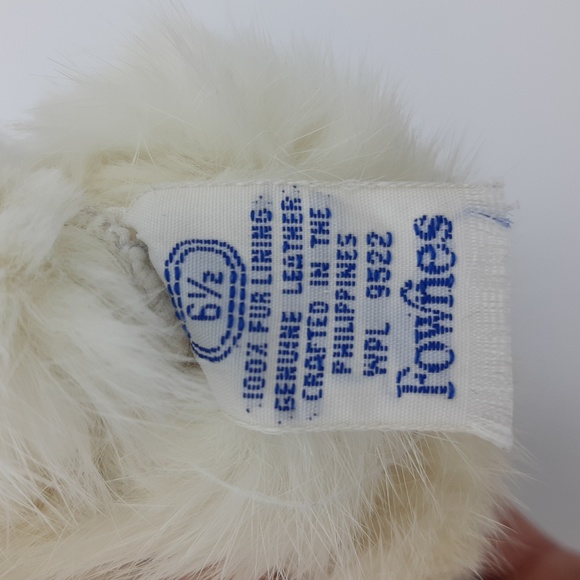 6½
100% FUR LINING
GENUINE LEATHER
CRAFTED IN THE
PHILIPPINES
WPL 9522
Fownes